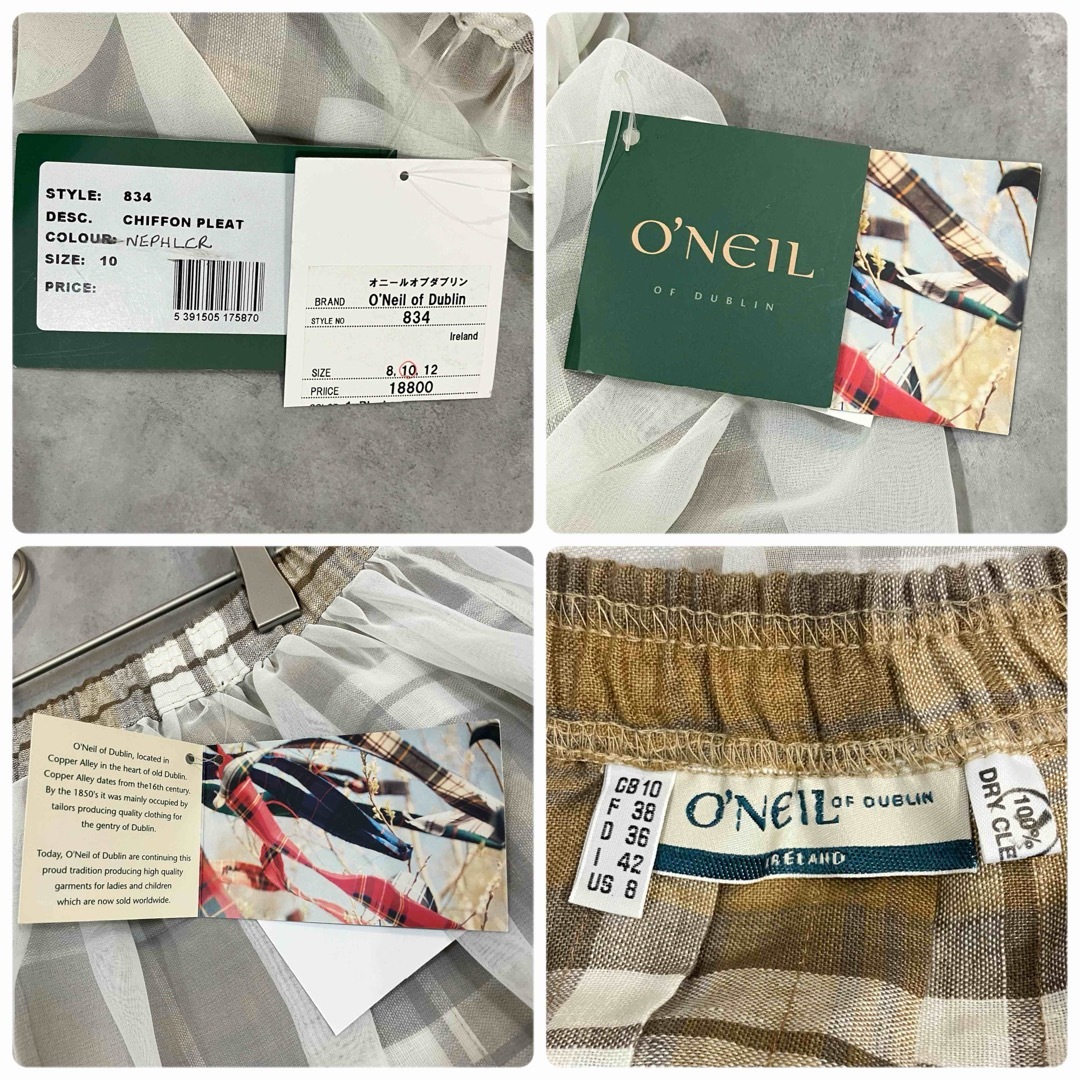 STYLE: 834
DESC. CHIFFON PLEAT
COLOUR: NEPHLCR
SIZE: 10
PRICE:
5 391505 175870
オニールオブダブリン
BRAND O'Neil of Dublin
STYLE NO 834
Ireland
SIZE 8, 10, 12
PRIICE 18800
O'NEIL
OF DUBLIN
O'Neil of Dublin, located in
Copper Alley in the heart of old Dublin.
Copper Alley dates from the16th century.
By the 1850's it was mainly occupied by
tailors producing quality clothing for
the gentry of Dublin.
Today, O'Neil of Dublin are continuing this
proud tradition producing high quality
garments for ladies and children
which are now sold worldwide.
GB 10
F 38
D 36
I 42
US 8
O'NEIL OF DUBLIN
IRELAND
100%
DRY CLE